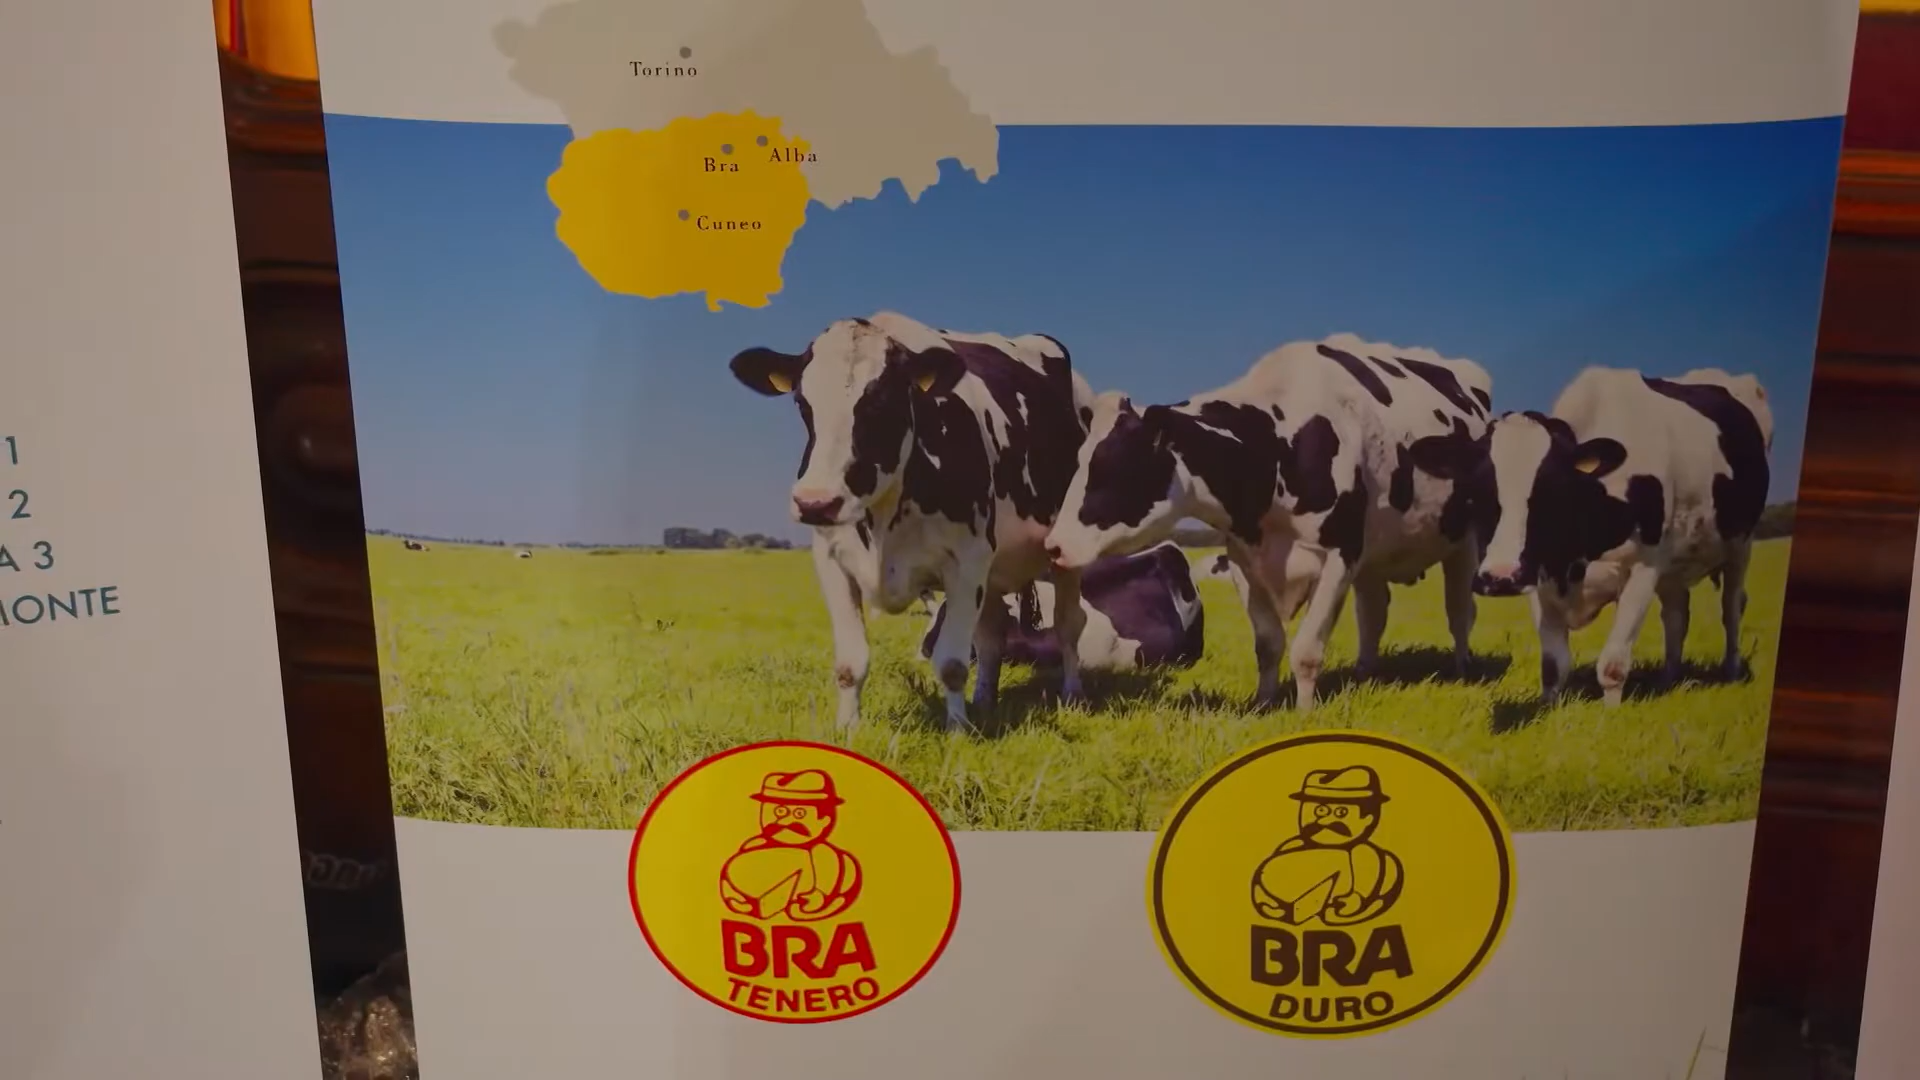 1
2
A 3
IONTE
Torino
Bra
Alba
Cuneo
BRA
TENERO
BRA
DURO